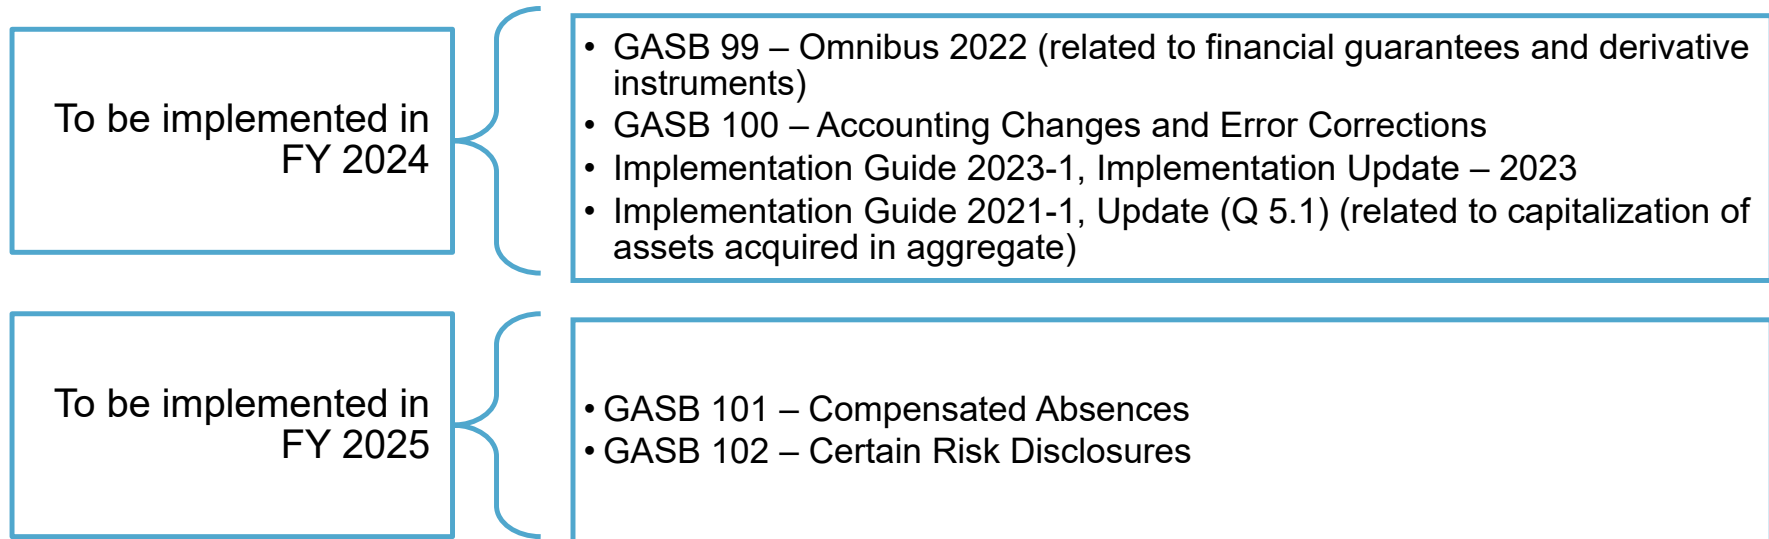 To be implemented in
FY 2024
• GASB 99 – Omnibus 2022 (related to financial guarantees and derivative
instruments)
• GASB 100 – Accounting Changes and Error Corrections
• Implementation Guide 2023-1, Implementation Update – 2023
• Implementation Guide 2021-1, Update (Q 5.1) (related to capitalization of
assets acquired in aggregate)
To be implemented in
FY 2025
• GASB 101 – Compensated Absences
• GASB 102 – Certain Risk Disclosures